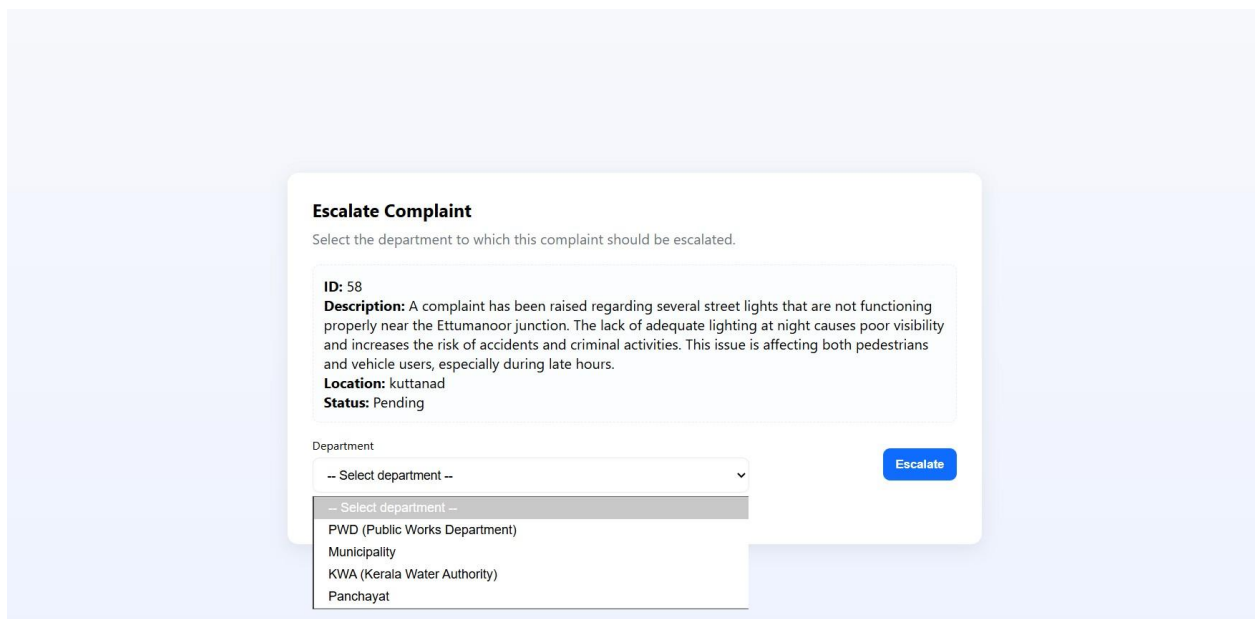 Escalate Complaint
Select the department to which this complaint should be escalated.
ID: 58
Description: A complaint has been raised regarding several street lights that are not functioning
properly near the Ettumanoor junction. The lack of adequate lighting at night causes poor visibility
and increases the risk of accidents and criminal activities. This issue is affecting both pedestrians
and vehicle users, especially during late hours.
Location: kuttanad
Status: Pending
Department
-- Select department --
Escalate
-- Select department --
PWD (Public Works Department)
Municipality
KWA (Kerala Water Authority)
Panchayat